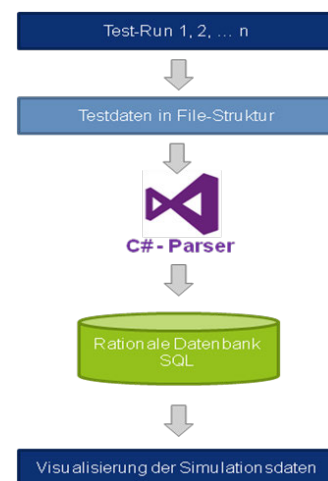 Test-Run 1, 2, ... n
Testdaten in File-Struktur
C# - Parser
Rationale Datenbank
SQL
Visualisierung der Simulationsdaten